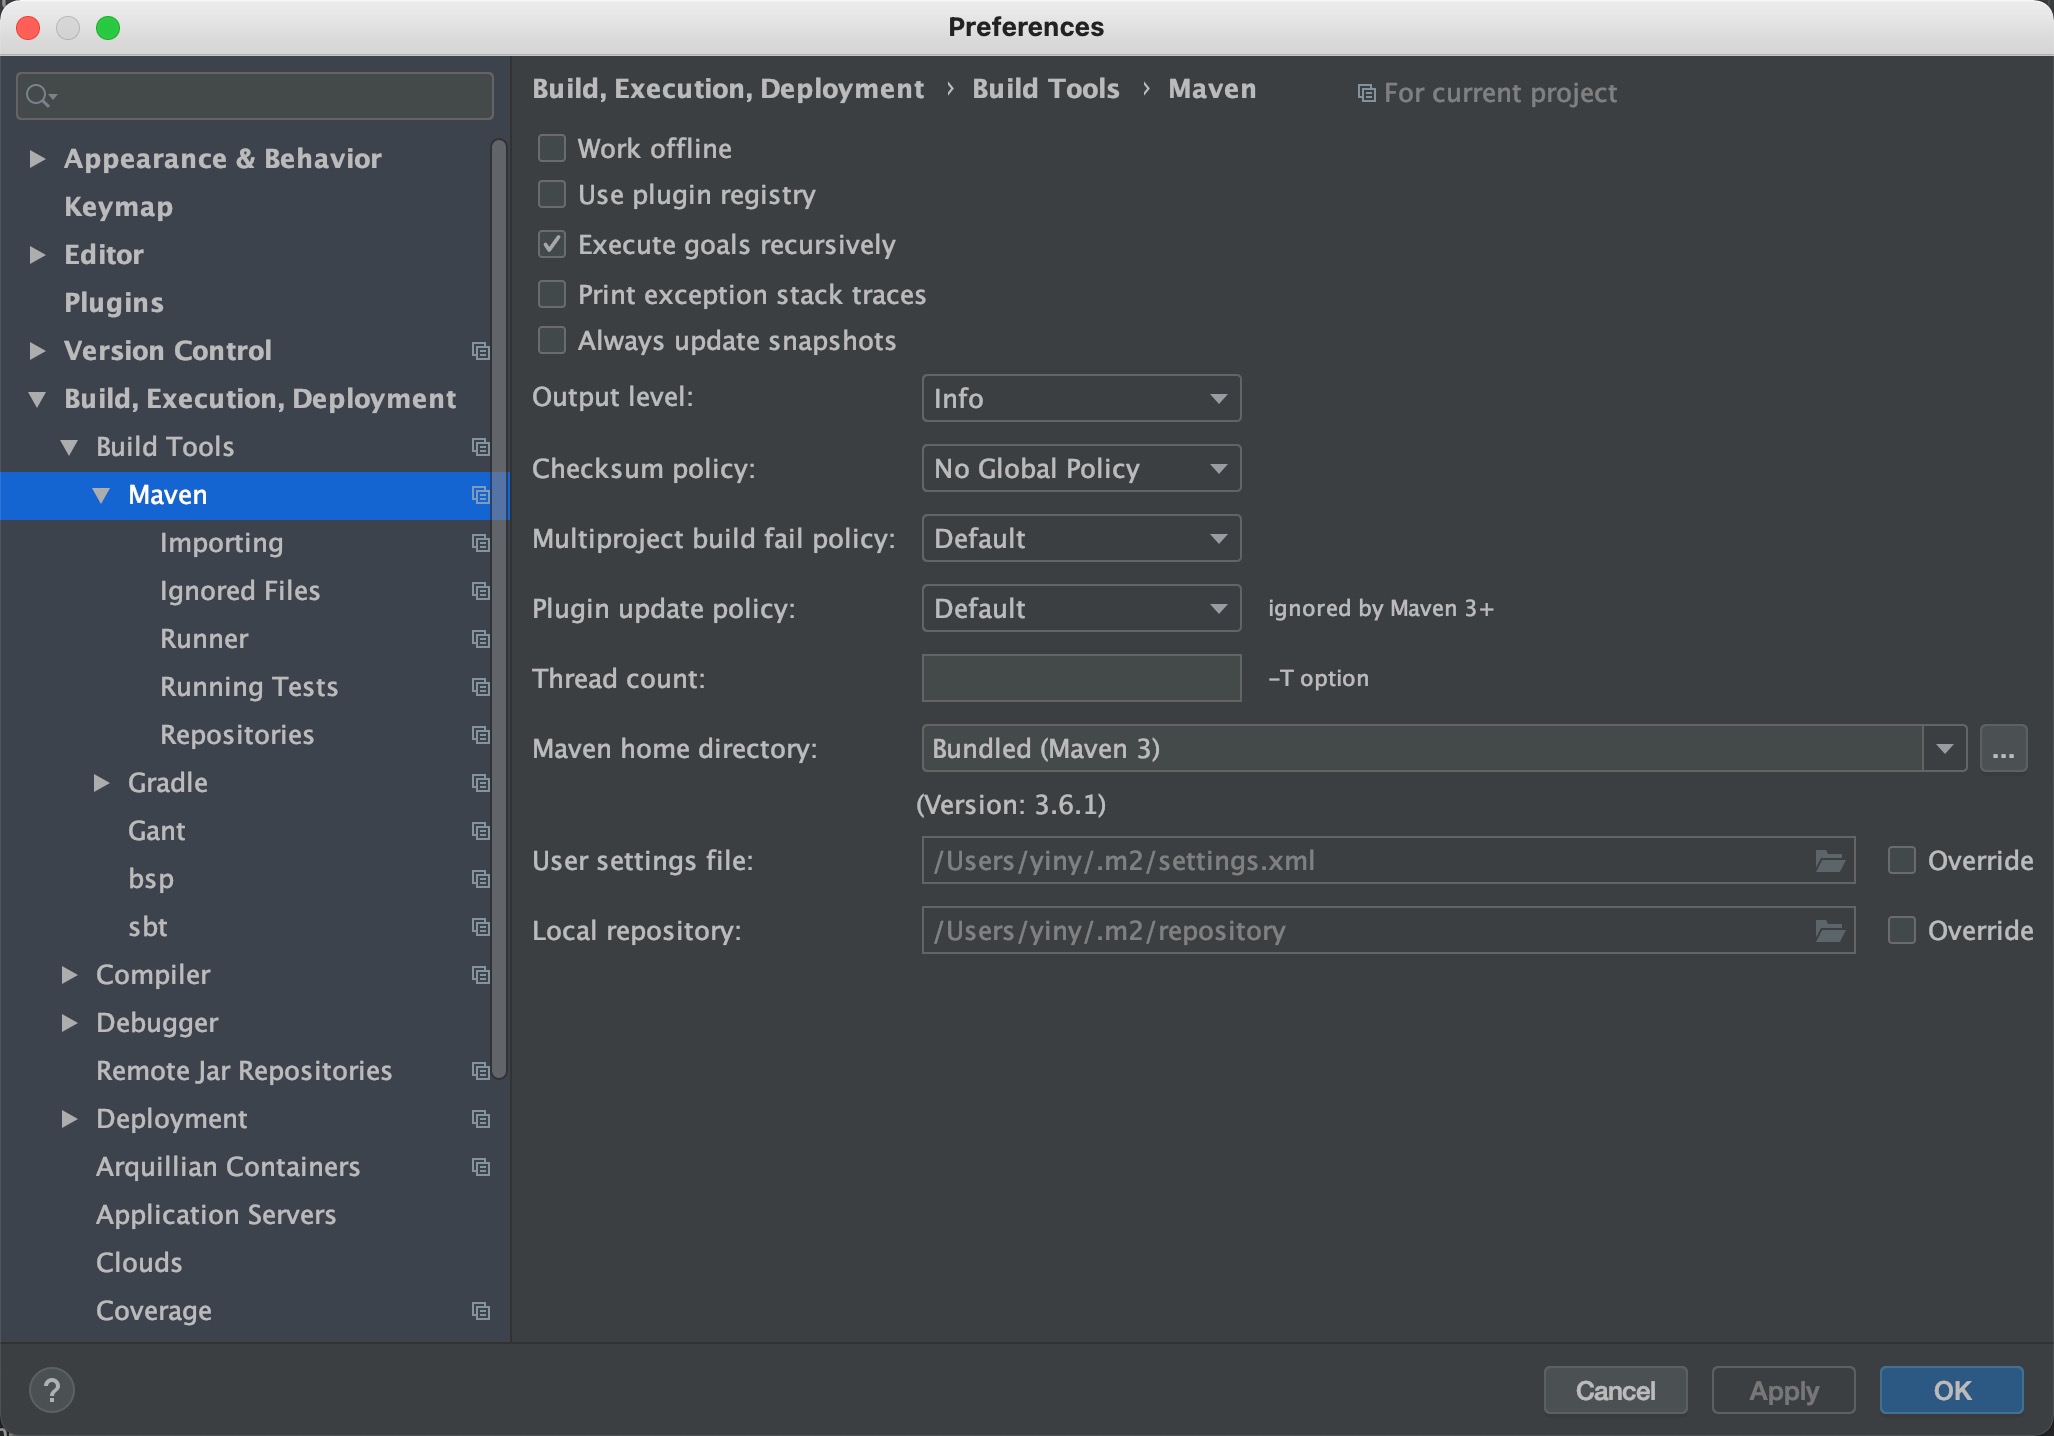 Preferences
Appearance & Behavior
Keymap
Editor
Plugins
Version Control
Build, Execution, Deployment
Build Tools
Maven
Importing
Ignored Files
Runner
Running Tests
Repositories
Gradle
Gant
bsp
sbt
Compiler
Debugger
Remote Jar Repositories
Deployment
Arquillian Containers
Application Servers
Clouds
Coverage
Build, Execution, Deployment › Build Tools › Maven For current project
Work offline
Use plugin registry
Execute goals recursively
Print exception stack traces
Always update snapshots
Output level: Info
Checksum policy: No Global Policy
Multiproject build fail policy: Default
Plugin update policy: Default ignored by Maven 3+
Thread count: -T option
Maven home directory: Bundled (Maven 3) ...
(Version: 3.6.1)
User settings file: /Users/yiny/.m2/settings.xml Override
Local repository: /Users/yiny/.m2/repository Override
? Cancel Apply OK